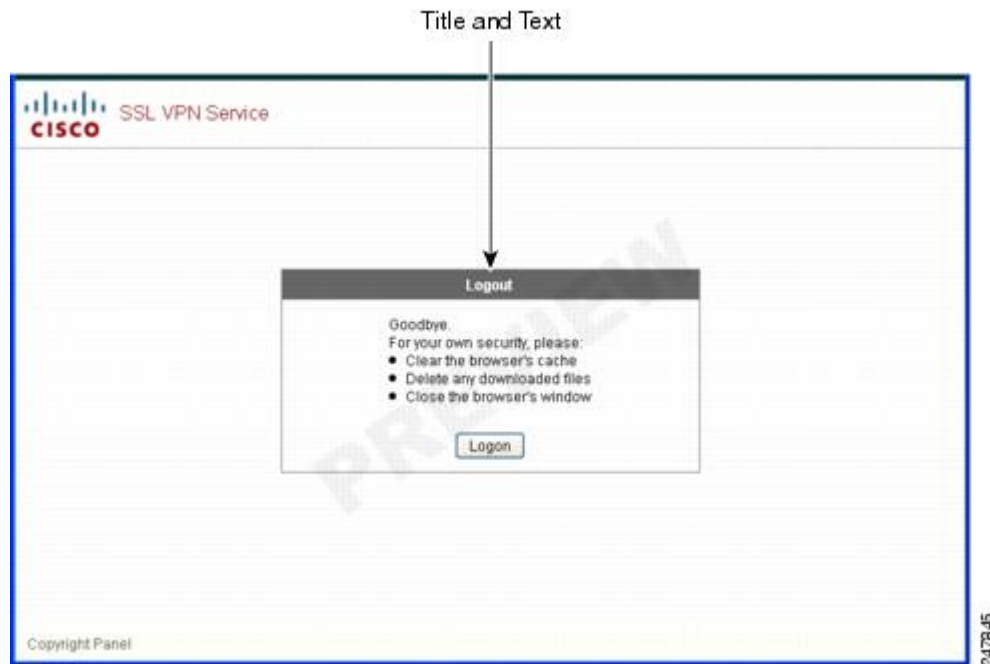 Title and Text
CISCO
SSL VPN Service
Logout
Goodbye.
For your own security, please:
• Clear the browser's cache
• Delete any downloaded files
• Close the browser's window
Logon
PREVIEW
Copyright Panel
247845